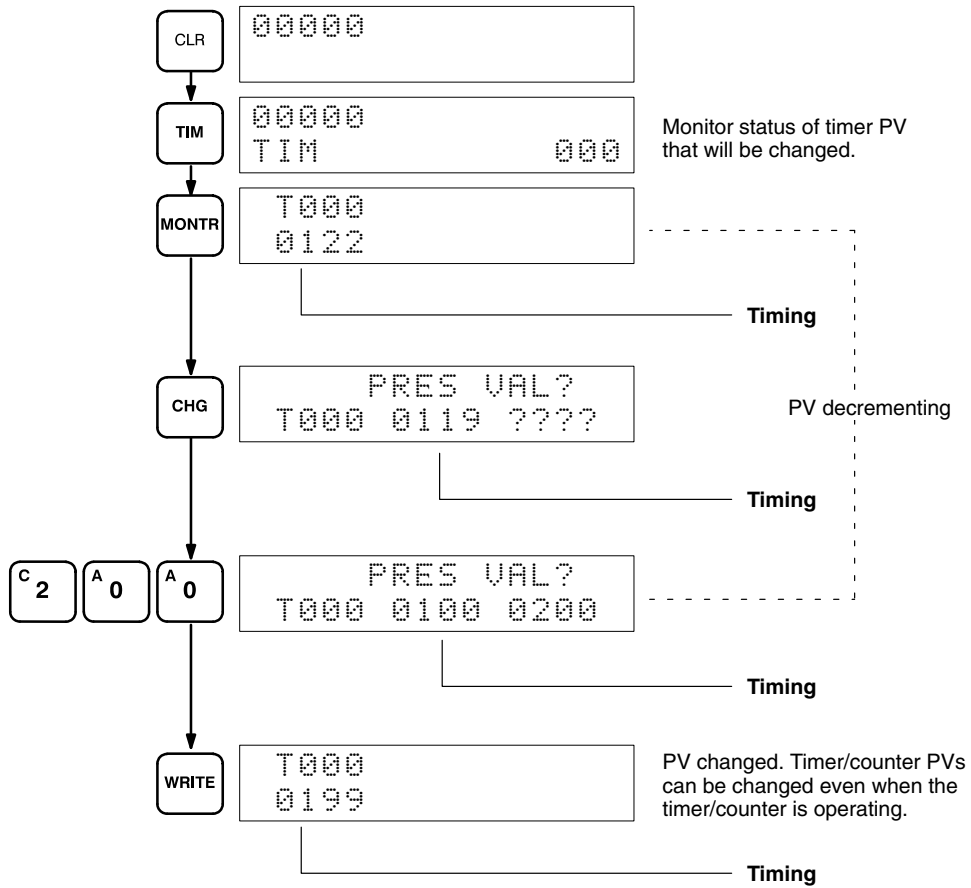 CLR
00000
TIM
00000
TIM 000
Monitor status of timer PV
that will be changed.
MONTR
T000
0122
Timing
CHG
PRES VAL?
T000 0119 ????
PV decrementing
Timing
C 2 A 0 A 0
PRES VAL?
T000 0100 0200
Timing
WRITE
T000
0199
PV changed. Timer/counter PVs
can be changed even when the
timer/counter is operating.
Timing